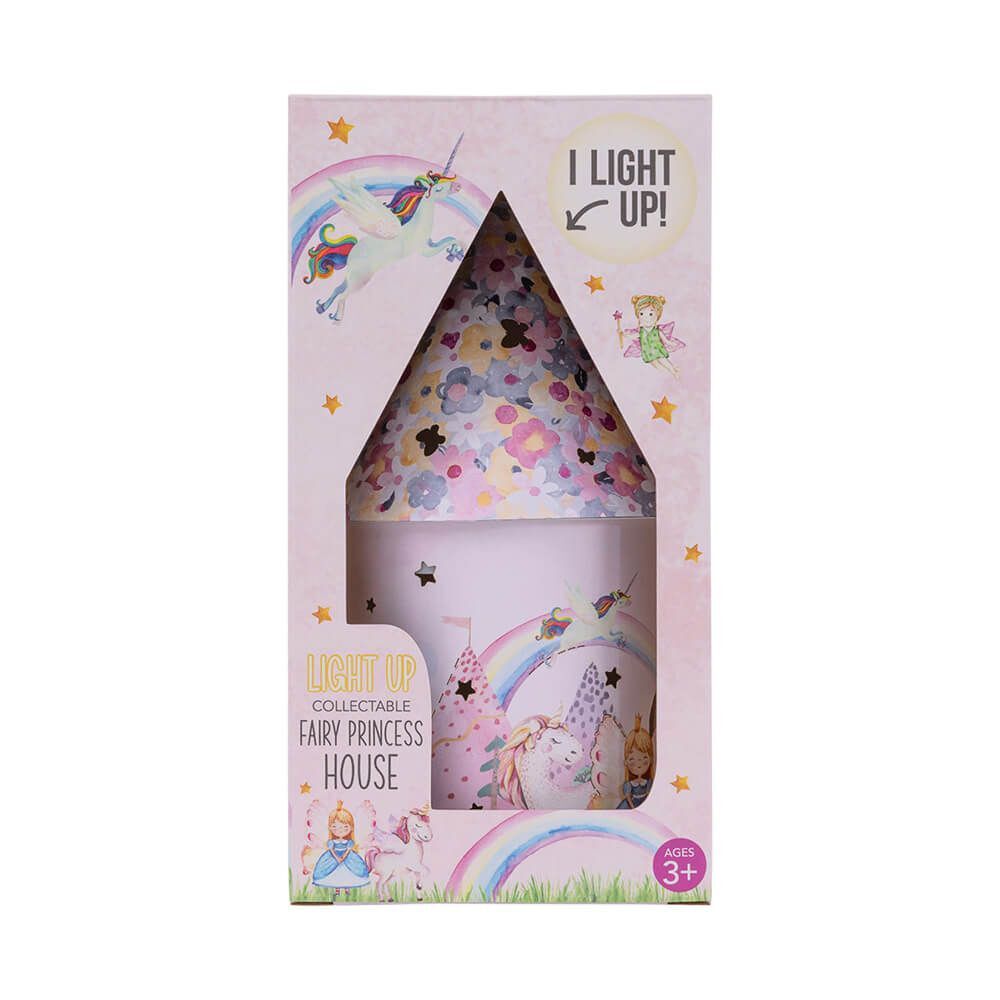 I LIGHT
UP!
LIGHT UP
COLLECTABLE
FAIRY PRINCESS
HOUSE
AGES
3+